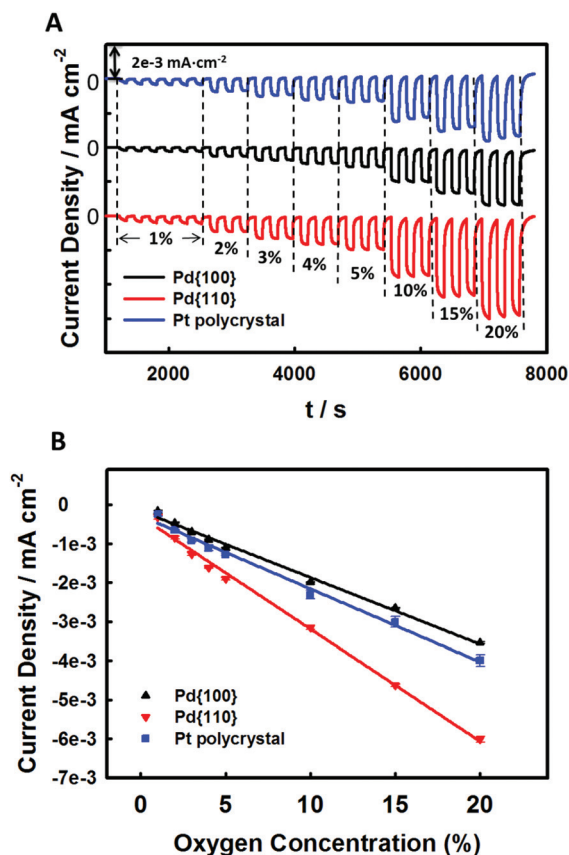 A
2e-3 mA·cm-2
0
0
0
1%
2%
3%
4%
5%
10%
15%
20%
Pd{100}
Pd{110}
Pt polycrystal
Current Density / mA cm-2
2000
4000
6000
8000
t / s
B
0
-1e-3
-2e-3
-3e-3
-4e-3
-5e-3
-6e-3
-7e-3
Current Density / mA cm-2
Pd{100}
Pd{110}
Pt polycrystal
0
5
10
15
20
Oxygen Concentration (%)